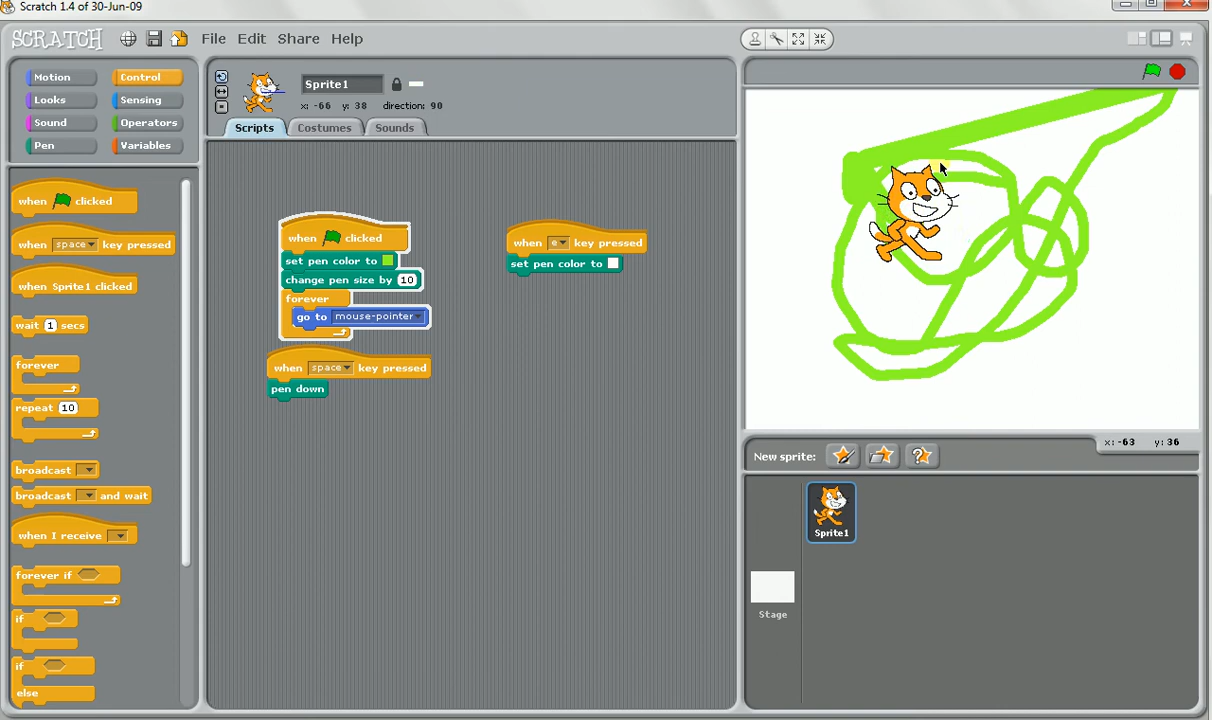 Scratch 1.4 of 30-Jun-09
SCRATCH File Edit Share Help
Motion Control
Looks Sensing
Sound Operators
Pen Variables
when clicked
when space key pressed
when Sprite1 clicked
wait 1 secs
forever
repeat 10
broadcast
broadcast and wait
when I receive
forever if
if
if
else
Sprite1
x: -66 y: 38 direction: 90
Scripts Costumes Sounds
when clicked
set pen color to
change pen size by 10
forever
go to mouse-pointer
when space key pressed
pen down
when e key pressed
set pen color to
x: -63 y: 36
New sprite:
Sprite1
Stage